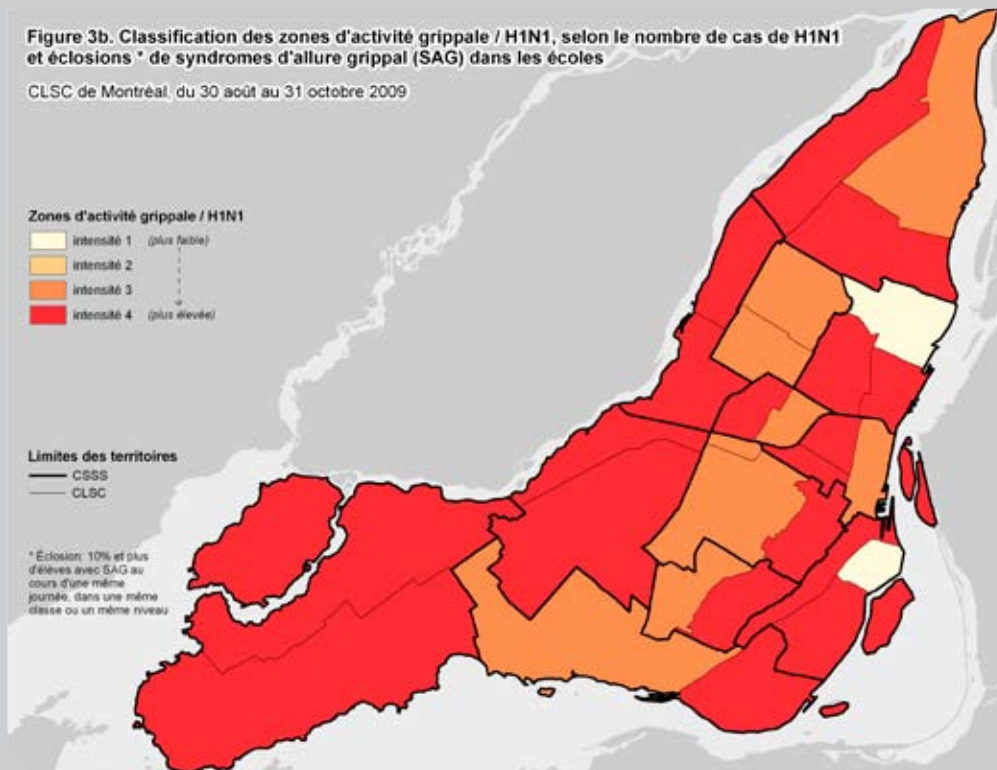 Figure 3b. Classification des zones d'activité grippale / H1N1, selon le nombre de cas de H1N1
et éclosions * de syndromes d'allure grippal (SAG) dans les écoles
CLSC de Montréal, du 30 août au 31 octobre 2009
Zones d'activité grippale / H1N1
intensité 1 (plus faible)
intensité 2
intensité 3
intensité 4 (plus élevée)
Limites des territoires
CSSS
CLSC
* Éclosion: 10% et plus
d'élèves avec SAG au
cours d'une même
journée, dans une même
classe ou un même niveau